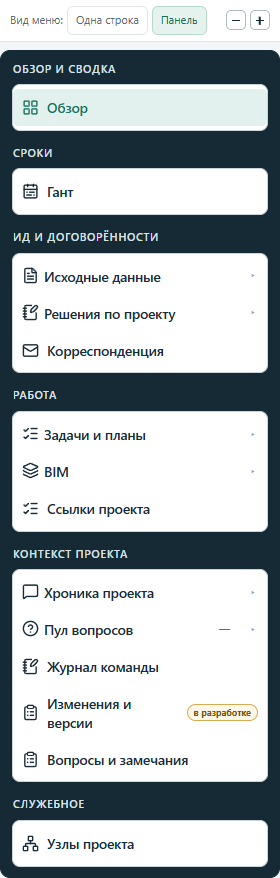 Вид меню: Одна строка Панель − +
ОБЗОР И СВОДКА
Обзор
СРОКИ
Гант
ИД И ДОГОВОРЁННОСТИ
Исходные данные
Решения по проекту
Корреспонденция
РАБОТА
Задачи и планы
BIM
Ссылки проекта
КОНТЕКСТ ПРОЕКТА
Хроника проекта
Пул вопросов —
Журнал команды
Изменения и
версии
в разработке
Вопросы и замечания
СЛУЖЕБНОЕ
Узлы проекта